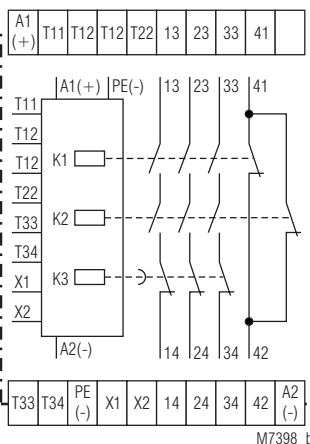 A1 (+) T11 T12 T12 T22 13 23 33 41
A1(+) PE(-) 13 23 33 41
T11
T12
T12
K1
T22
T33
K2
T34
X1
K3
X2
A2(-) 14 24 34 42
T33 T34 PE (-) X1 X2 14 24 34 42 A2 (-)
M7398 b